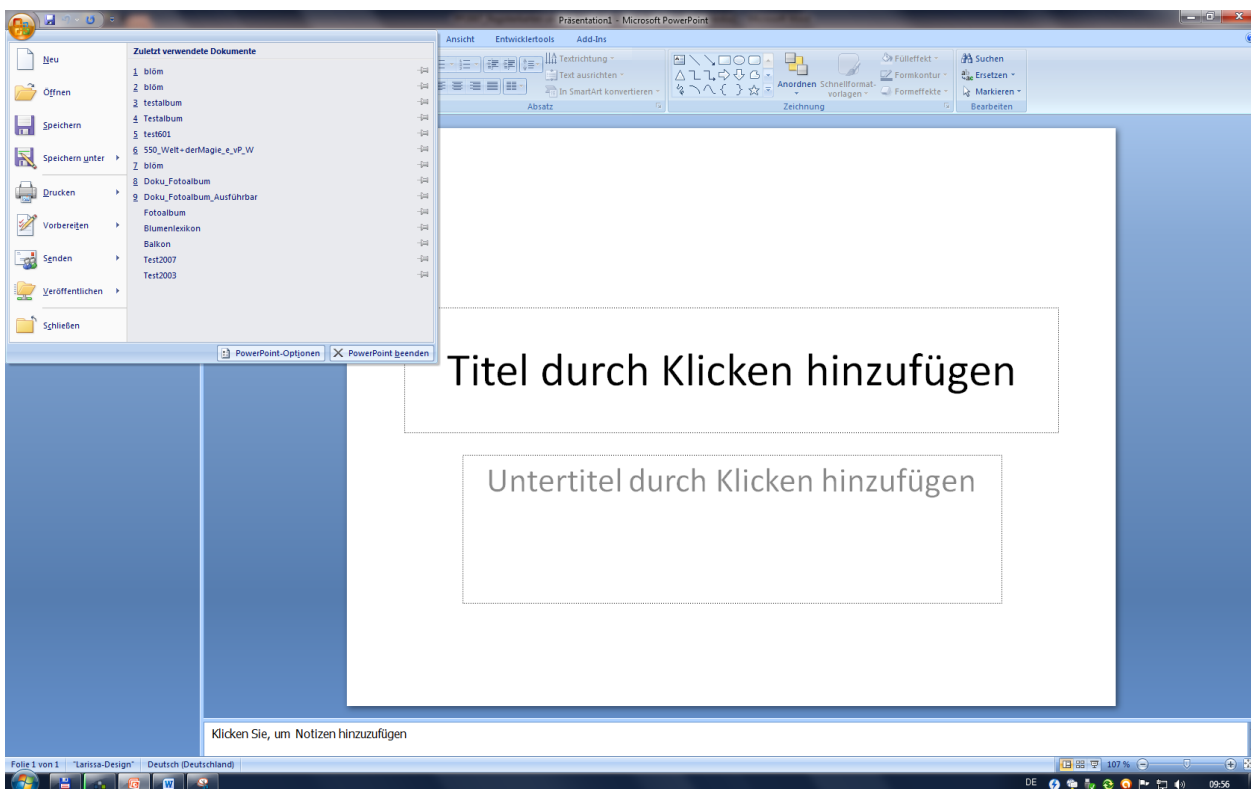 Präsentation1 - Microsoft PowerPoint
Ansicht Entwicklertools Add-Ins
Neu
Öffnen
Speichern
Speichern unter
Drucken
Vorbereiten
Senden
Veröffentlichen
Schließen
Zuletzt verwendete Dokumente
1 blöm
2 blöm
3 testalbum
4 Testalbum
5 test601
6 550_Welt+derMagie_e_vP_W
7 blöm
8 Doku_Fotoalbum
9 Doku_Fotoalbum_Ausführbar
Fotoalbum
Blumenlexikon
Balkon
Test2007
Test2003
PowerPoint-Optionen PowerPoint beenden
Textrichtung
Text ausrichten
In SmartArt konvertieren
Absatz
Anordnen
Schnellformat-
vorlagen
Fülleffekt
Formkontur
Formeffekte
Zeichnung
Suchen
Ersetzen
Markieren
Bearbeiten
Titel durch Klicken hinzufügen
Untertitel durch Klicken hinzufügen
Klicken Sie, um Notizen hinzuzufügen
Folie 1 von 1 "Larissa-Design" Deutsch (Deutschland) 107 %
DE 09:56